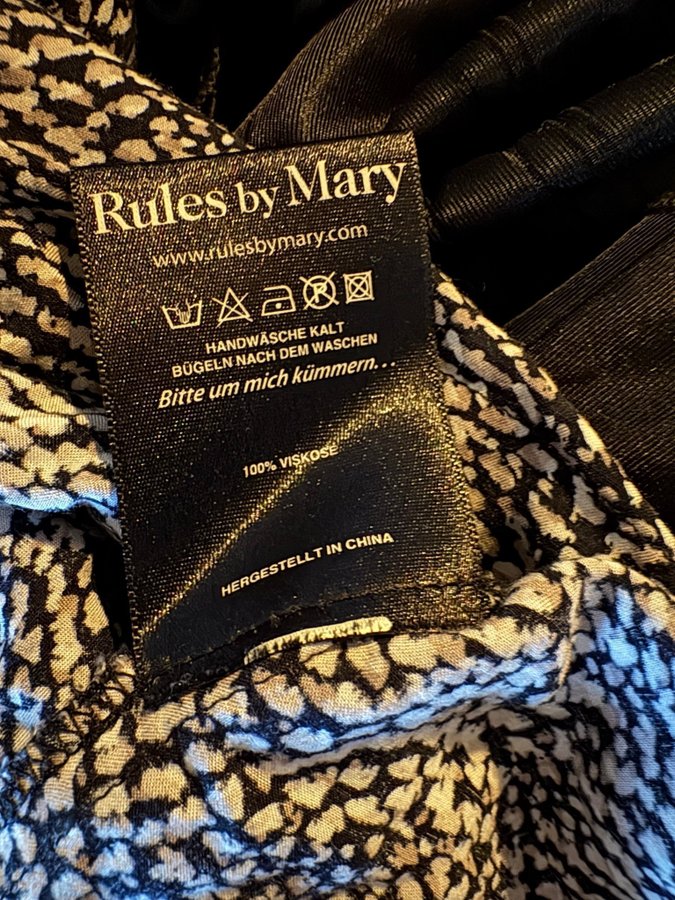 Rules by Mary
www.rulesbymary.com
P
HANDWÄSCHE KALT
BÜGELN NACH DEM WASCHEN
Bitte um mich kümmern...
100% VISKOSE
HERGESTELLT IN CHINA